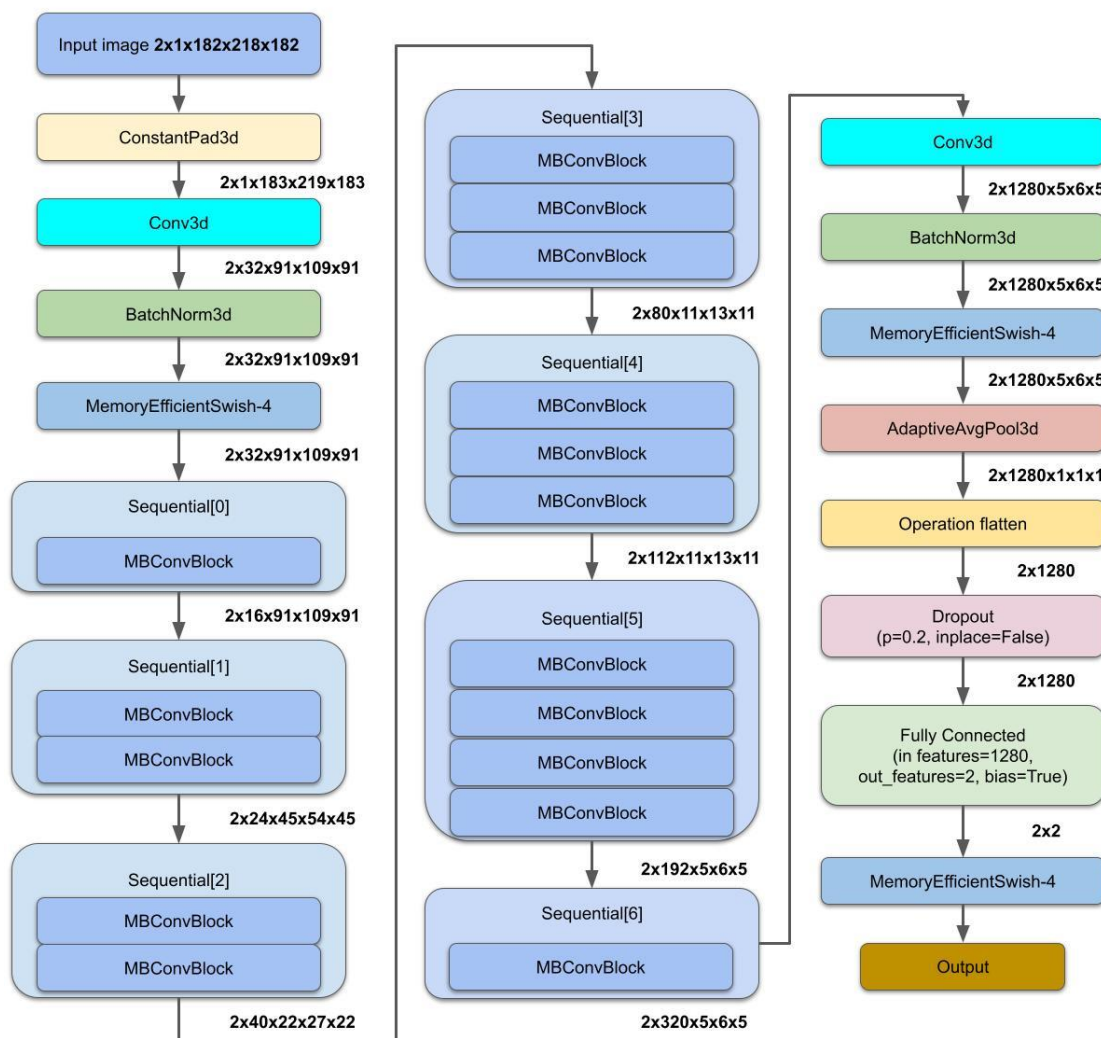 Input image 2x1x182x218x182
ConstantPad3d
2x1x183x219x183
Conv3d
2x32x91x109x91
BatchNorm3d
2x32x91x109x91
MemoryEfficientSwish-4
2x32x91x109x91
Sequential[0]
MBConvBlock
2x16x91x109x91
Sequential[1]
MBConvBlock
MBConvBlock
2x24x45x54x45
Sequential[2]
MBConvBlock
MBConvBlock
2x40x22x27x22
Sequential[3]
MBConvBlock
MBConvBlock
MBConvBlock
2x80x11x13x11
Sequential[4]
MBConvBlock
MBConvBlock
MBConvBlock
2x112x11x13x11
Sequential[5]
MBConvBlock
MBConvBlock
MBConvBlock
MBConvBlock
2x192x5x6x5
Sequential[6]
MBConvBlock
2x320x5x6x5
Conv3d
2x1280x5x6x5
BatchNorm3d
2x1280x5x6x5
MemoryEfficientSwish-4
2x1280x5x6x5
AdaptiveAvgPool3d
2x1280x1x1x1
Operation flatten
2x1280
Dropout
(p=0.2, inplace=False)
2x1280
Fully Connected
(in features=1280,
out_features=2, bias=True)
2x2
MemoryEfficientSwish-4
Output